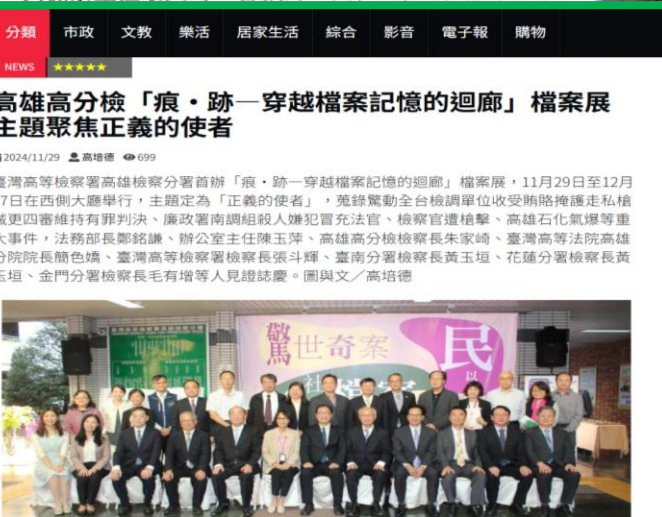 分類 市政 文教 樂活 居家生活 綜合 影音 電子報 購物
NEWS ★★★★★
高雄高分檢「痕・跡—穿越檔案記憶的迴廊」檔案展
主題聚焦正義的使者
2024/11/29 高培德 699
臺灣高等檢察署高雄檢察分署首辦「痕・跡—穿越檔案記憶的迴廊」檔案展，11月29日至12月
7日在西側大廳舉行，主題定為「正義的使者」，蒐錄驚動全台檢調單位收受賄賂掩護走私槍
械更四審維持有罪判決、廉政署南調組殺人嫌犯冒充法官、檢察官遭槍擊、高雄石化氣爆等重
大事件，法務部長鄭銘謙、辦公室主任陳玉萍、高雄高分檢檢察長朱家崎、臺灣高等法院高雄
分院院長簡色嬌、臺灣高等檢察署檢察長張斗輝、臺南分署檢察長黃玉垣、花蓮分署檢察長黃
玉垣、金門分署檢察長毛有增等人見證誌慶。圖與文／高培德
驚世奇案
民
以
社